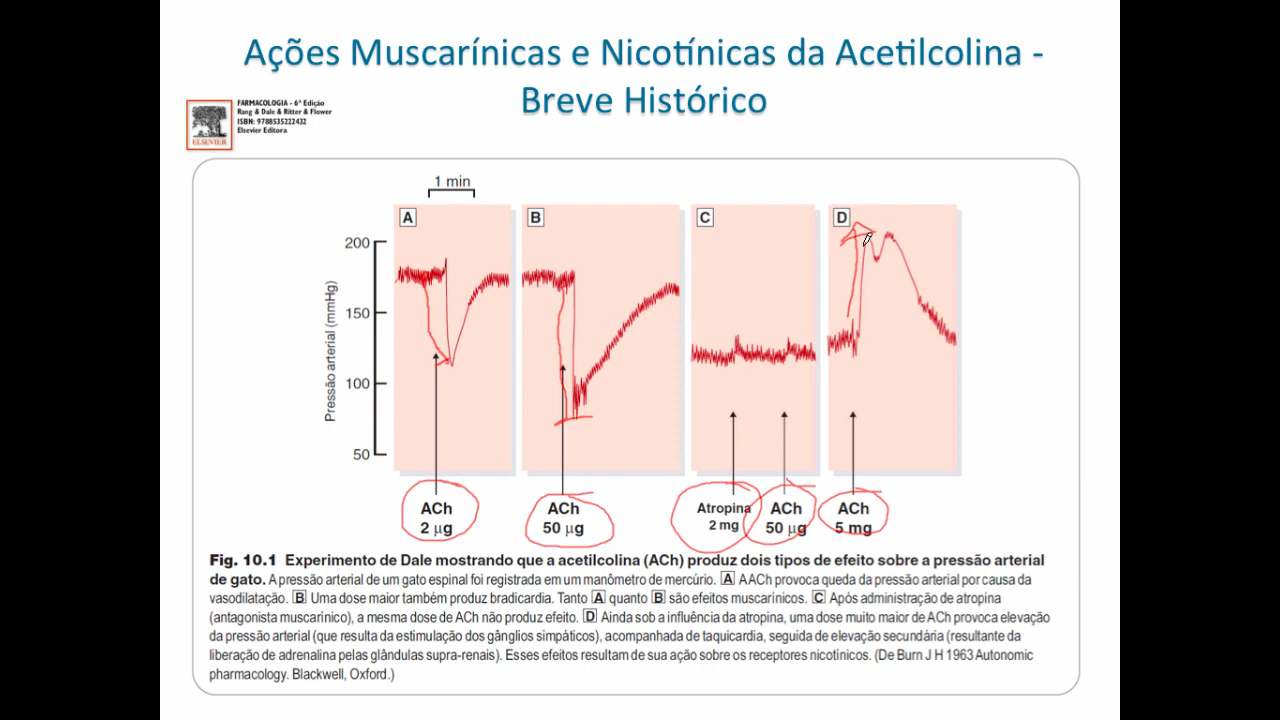 Ações Muscarínicas e Nicotínicas da Acetilcolina -
Breve Histórico
FARMACOLOGIA - 6ª Edição
Rang & Dale & Ritter & Flower
ISBN: 9788535222432
Elsevier Editora
ELSEVIER
1 min
A
B
C
D
200
150
100
50
Pressão arterial (mmHg)
ACh
2 µg
ACh
50 µg
Atropina
2 mg
ACh
50 µg
ACh
5 mg
Fig. 10.1 Experimento de Dale mostrando que a acetilcolina (ACh) produz dois tipos de efeito sobre a pressão arterial
de gato. A pressão arterial de um gato espinal foi registrada em um manômetro de mercúrio. A A ACh provoca queda da pressão arterial por causa da
vasodilatação. B Uma dose maior também produz bradicardia. Tanto A quanto B são efeitos muscarínicos. C Após administração de atropina
(antagonista muscarínico), a mesma dose de ACh não produz efeito. D Ainda sob a influência da atropina, uma dose muito maior de ACh provoca elevação
da pressão arterial (que resulta da estimulação dos gânglios simpáticos), acompanhada de taquicardia, seguida de elevação secundária (resultante da
liberação de adrenalina pelas glândulas supra-renais). Esses efeitos resultam de sua ação sobre os receptores nicotínicos. (De Burn J H 1963 Autonomic
pharmacology. Blackwell, Oxford.)